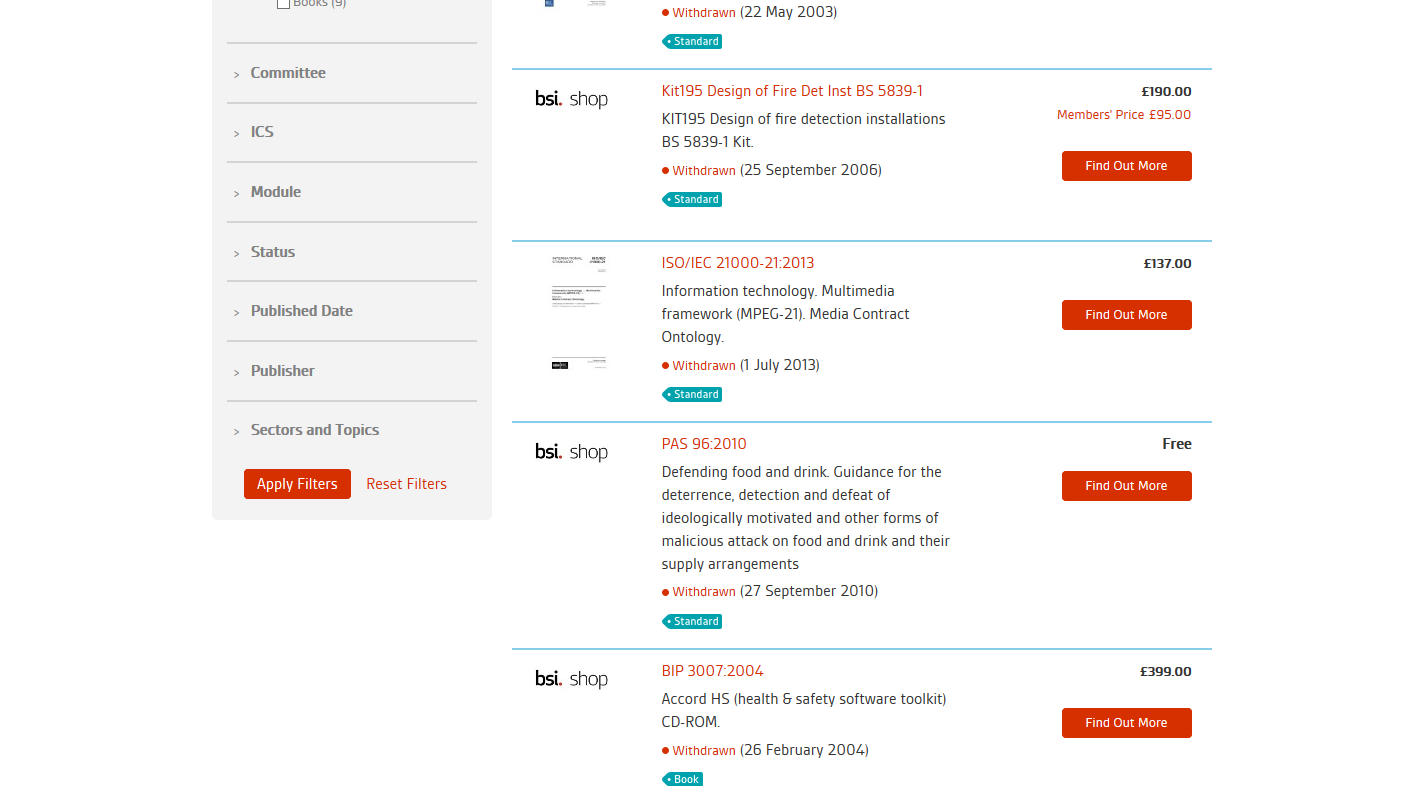 Books (9)
> Committee
> ICS
> Module
> Status
> Published Date
> Publisher
> Sectors and Topics
Apply Filters Reset Filters
Withdrawn (22 May 2003)
Standard
bsi. shop
Kit195 Design of Fire Det Inst BS 5839-1
£190.00
Members' Price £95.00
KIT195 Design of fire detection installations
BS 5839-1 Kit.
Withdrawn (25 September 2006)
Standard
Find Out More
INTERNATIONAL
STANDARD
ISO/IEC 21000-21:2013
£137.00
Information technology. Multimedia
framework (MPEG-21). Media Contract
Ontology.
Withdrawn (1 July 2013)
Standard
Find Out More
bsi. shop
PAS 96:2010
Free
Defending food and drink. Guidance for the
deterrence, detection and defeat of
ideologically motivated and other forms of
malicious attack on food and drink and their
supply arrangements
Withdrawn (27 September 2010)
Standard
Find Out More
bsi. shop
BIP 3007:2004
£399.00
Accord HS (health & safety software toolkit)
CD-ROM.
Withdrawn (26 February 2004)
Book
Find Out More